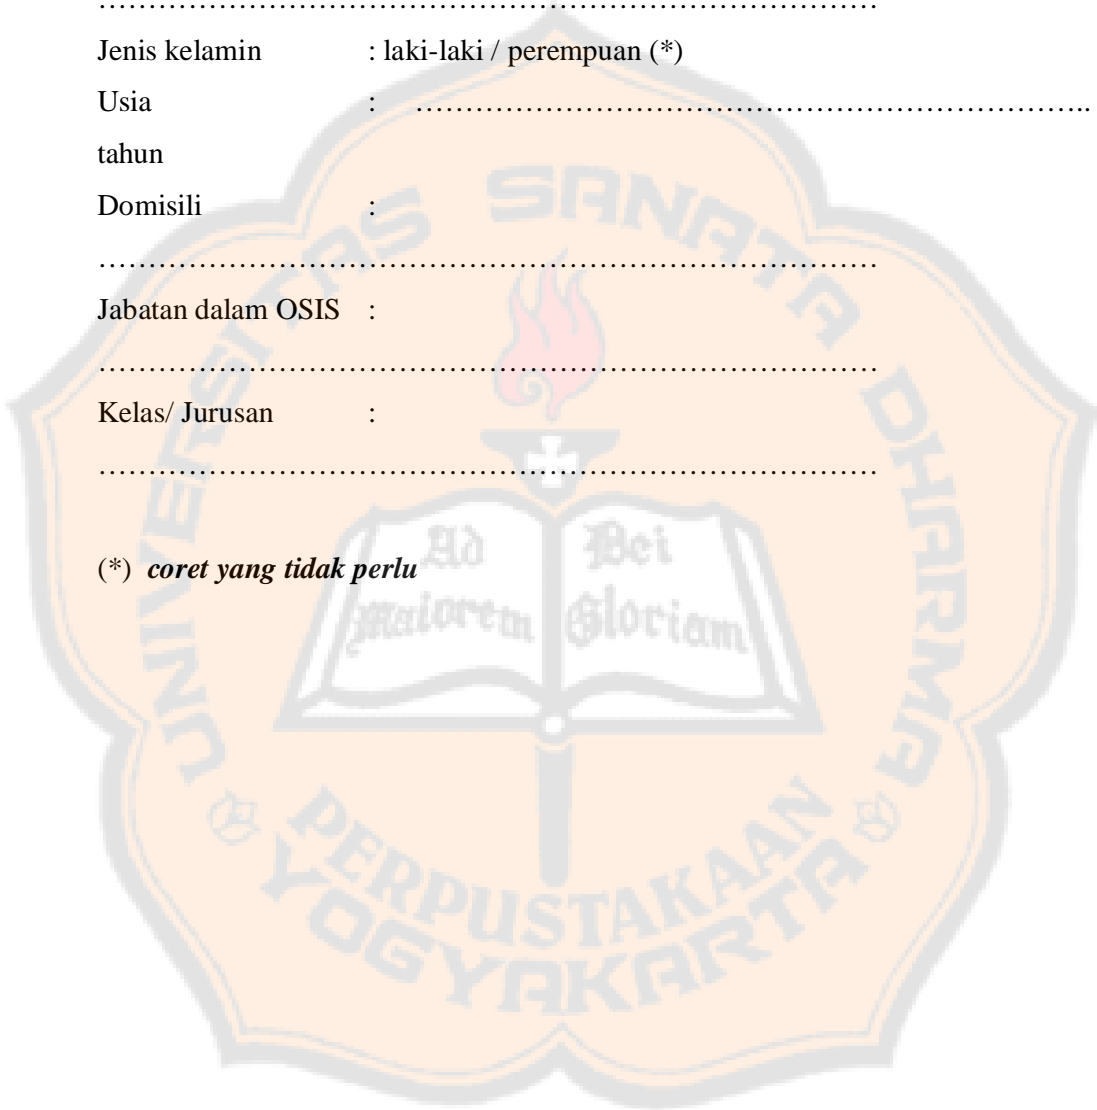 ……………………………………………………………………
Jenis kelamin : laki-laki / perempuan (*)
Usia : …………………………………………………………..
tahun
Domisili :
……………………………………………………………………
Jabatan dalam OSIS :
……………………………………………………………………
Kelas/ Jurusan :
……………………………………………………………………
(*) coret yang tidak perlu
UNIVERSITAS SANATA DHARMA
Ad Dei
Maiorem Gloriam
PERPUSTAKAAN
YOGYAKARTA